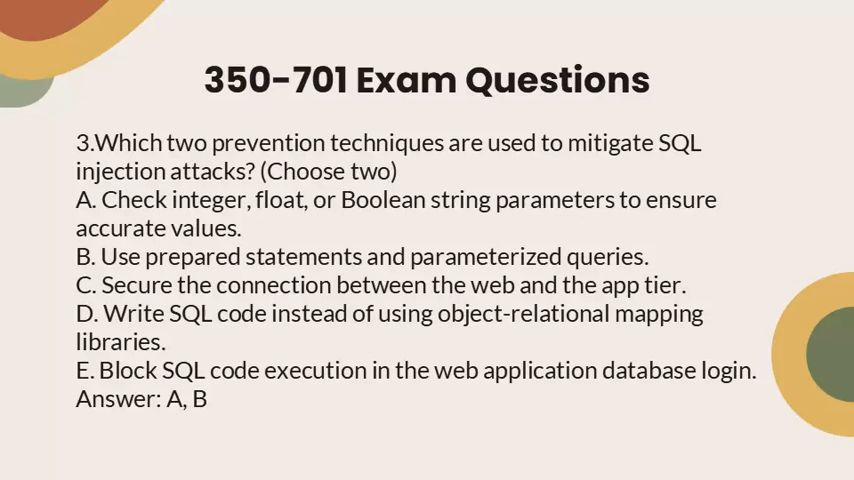 350-701 Exam Questions
3.Which two prevention techniques are used to mitigate SQL
injection attacks? (Choose two)
A. Check integer, float, or Boolean string parameters to ensure
accurate values.
B. Use prepared statements and parameterized queries.
C. Secure the connection between the web and the app tier.
D. Write SQL code instead of using object-relational mapping
libraries.
E. Block SQL code execution in the web application database login.
Answer: A, B